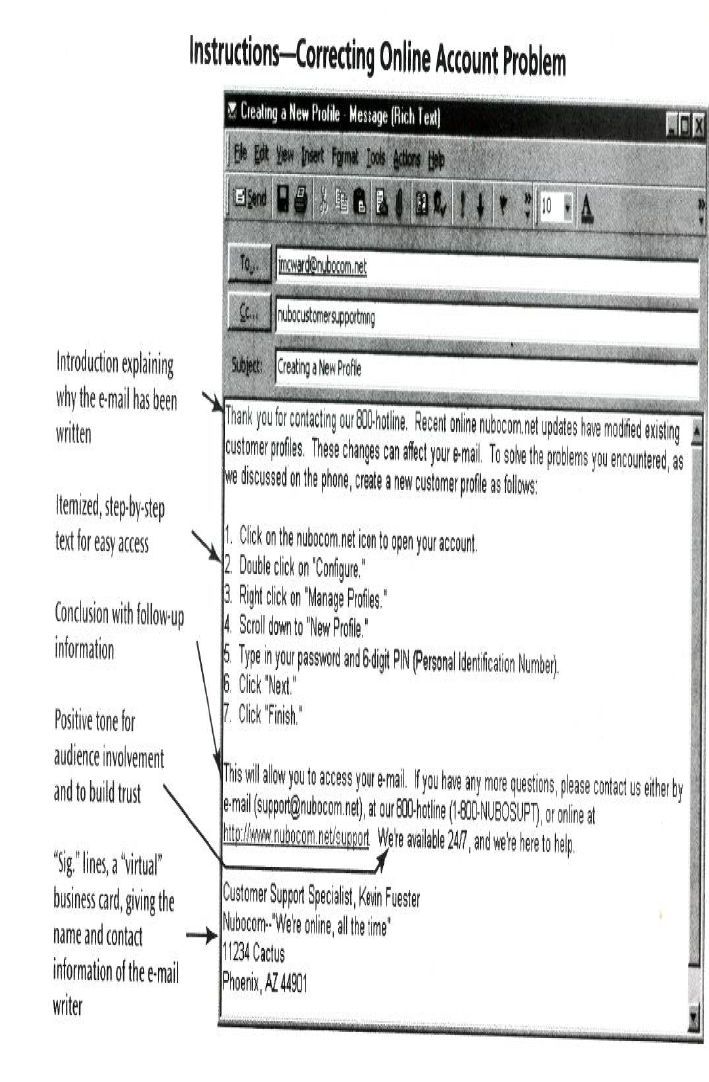 Instructions—Correcting Online Account Problem
Creating a New Profile - Message (Rich Text)
File Edit View Insert Format Tools Actions Help
Send 10 A
To...
jmcward@nubocom.net
Cc...
nubocustomersupportmng
Subject:
Creating a New Profile
Introduction explaining
why the e-mail has been
written
Thank you for contacting our 800-hotline. Recent online nubocom.net updates have modified existing
customer profiles. These changes can affect your e-mail. To solve the problems you encountered, as
we discussed on the phone, create a new customer profile as follows:
Itemized, step-by-step
text for easy access
1. Click on the nubocom.net icon to open your account.
2. Double click on "Configure."
3. Right click on "Manage Profiles."
4. Scroll down to "New Profile."
5. Type in your password and 6-digit PIN (Personal Identification Number).
6. Click "Next."
7. Click "Finish."
Conclusion with follow-up
information
This will allow you to access your e-mail. If you have any more questions, please contact us either by
e-mail (support@nubocom.net), at our 800-hotline (1-800-NUBOSUPT), or online at
http://www.nubocom.net/support. We're available 24/7, and we're here to help.
Positive tone for
audience involvement
and to build trust
"Sig." lines, a "virtual"
business card, giving the
name and contact
information of the e-mail
writer
Customer Support Specialist, Kevin Fuester
Nubocom--"We're online, all the time"
11234 Cactus
Phoenix, AZ 44901